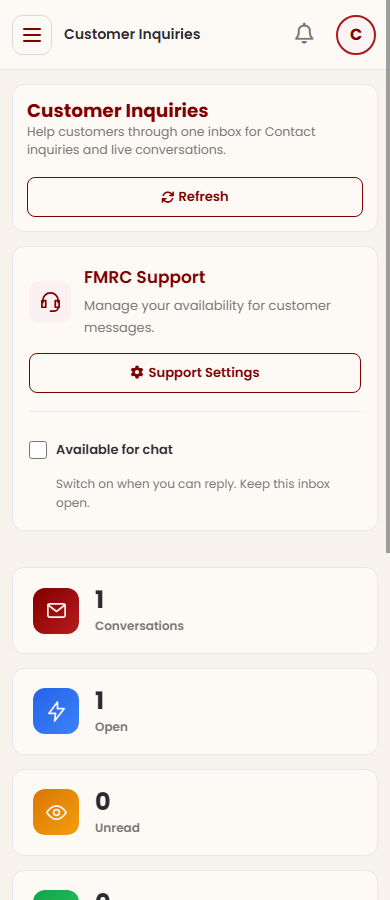 Customer Inquiries
C
Customer Inquiries
Help customers through one inbox for Contact
inquiries and live conversations.
Refresh
FMRC Support
Manage your availability for customer
messages.
Support Settings
Available for chat
Switch on when you can reply. Keep this inbox
open.
1
Conversations
1
Open
0
Unread